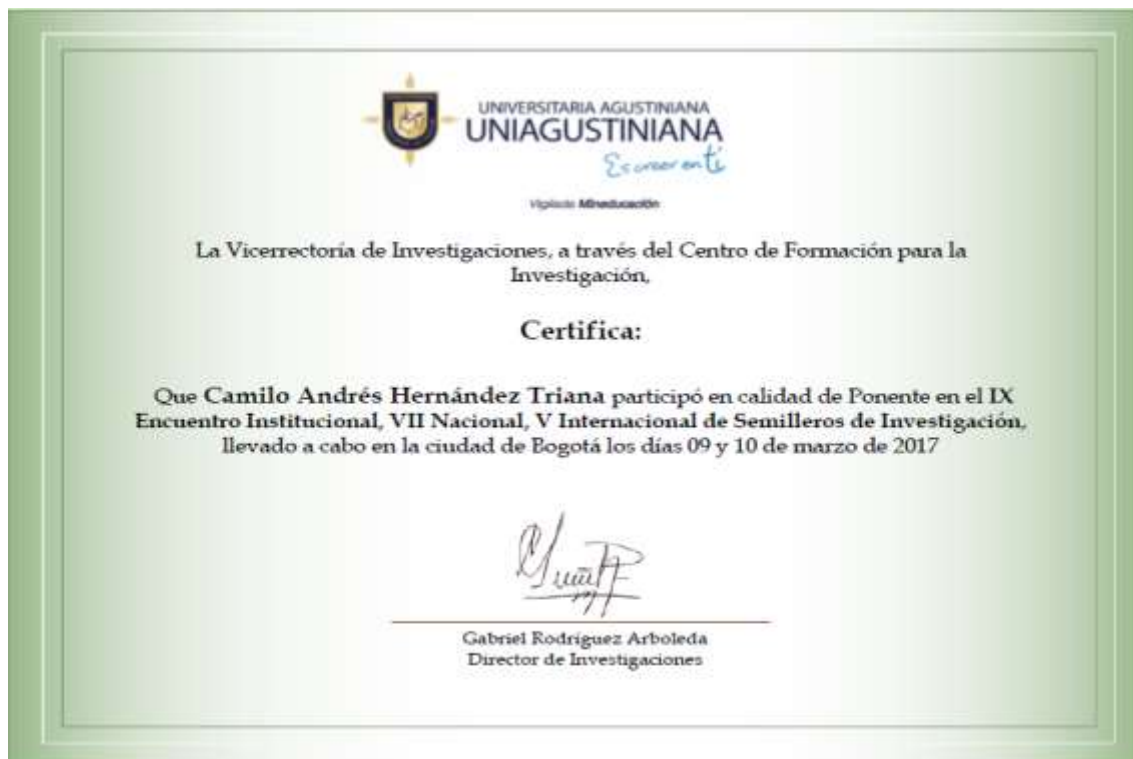 UNIVERSITARIA AGUSTINIANA
UNIAGUSTINIANA
Es creer en ti
Vigilada Mineducación
La Vicerrectoría de Investigaciones, a través del Centro de Formación para la
Investigación,
Certifica:
Que Camilo Andrés Hernández Triana participó en calidad de Ponente en el IX
Encuentro Institucional, VII Nacional, V Internacional de Semilleros de Investigación,
llevado a cabo en la ciudad de Bogotá los días 09 y 10 de marzo de 2017
Gabriel Rodríguez Arboleda
Director de Investigaciones